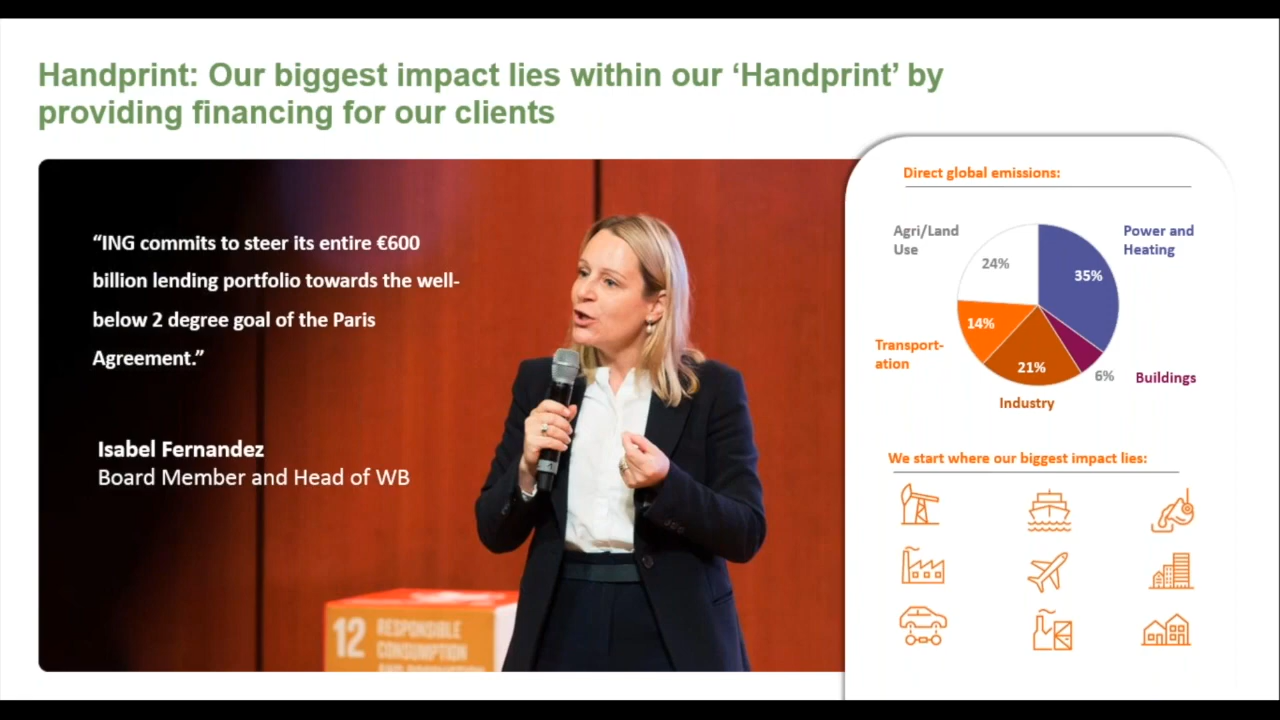 Handprint: Our biggest impact lies within our ‘Handprint’ by
providing financing for our clients
“ING commits to steer its entire €600
billion lending portfolio towards the well-
below 2 degree goal of the Paris
Agreement.”
Isabel Fernandez
Board Member and Head of WB
12 RESPONSIBLE
CONSUMPTION
Direct global emissions:
Agri/Land
Use
24%
Power and
Heating
35%
Transport-
ation
14%
21%
Industry
6%
Buildings
We start where our biggest impact lies: